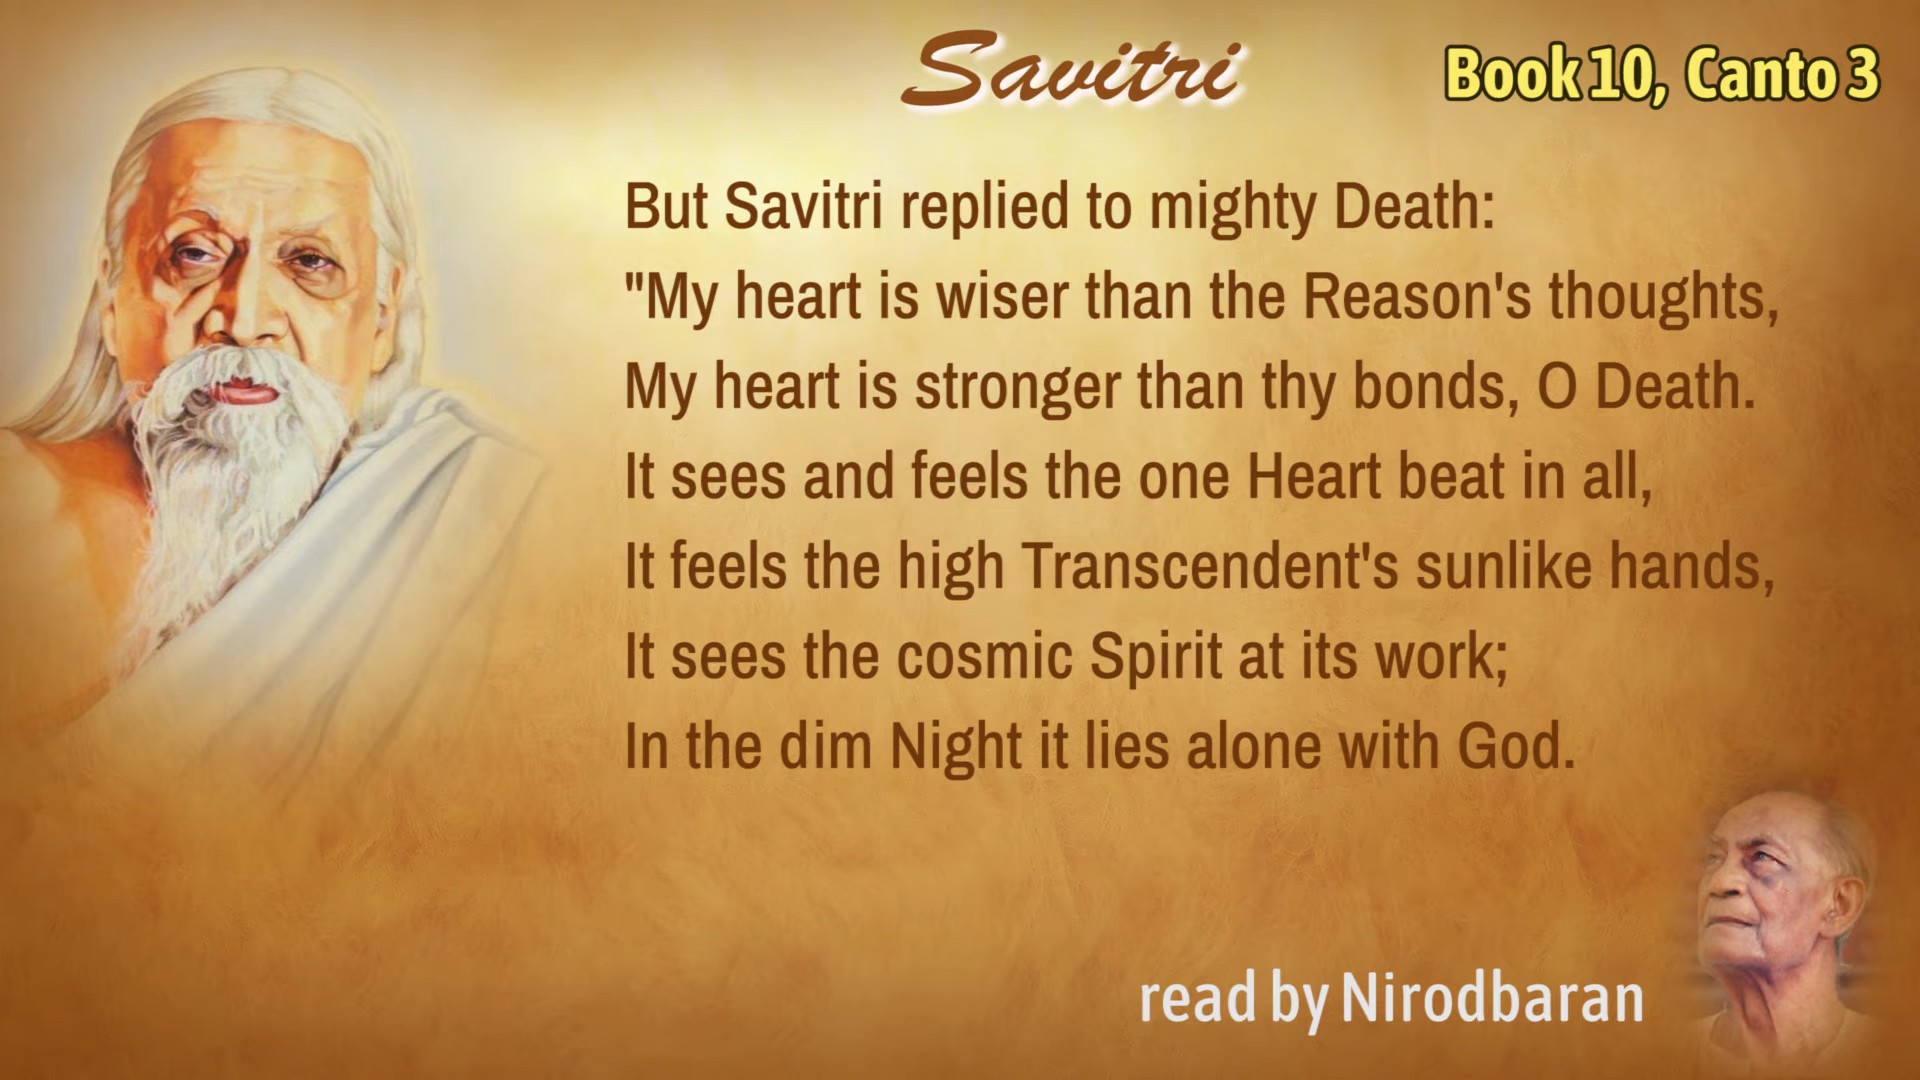 Savitri
Book 10, Canto 3
But Savitri replied to mighty Death:
"My heart is wiser than the Reason's thoughts,
My heart is stronger than thy bonds, O Death.
It sees and feels the one Heart beat in all,
It feels the high Transcendent's sunlike hands,
It sees the cosmic Spirit at its work;
In the dim Night it lies alone with God.
read by Nirodbaran